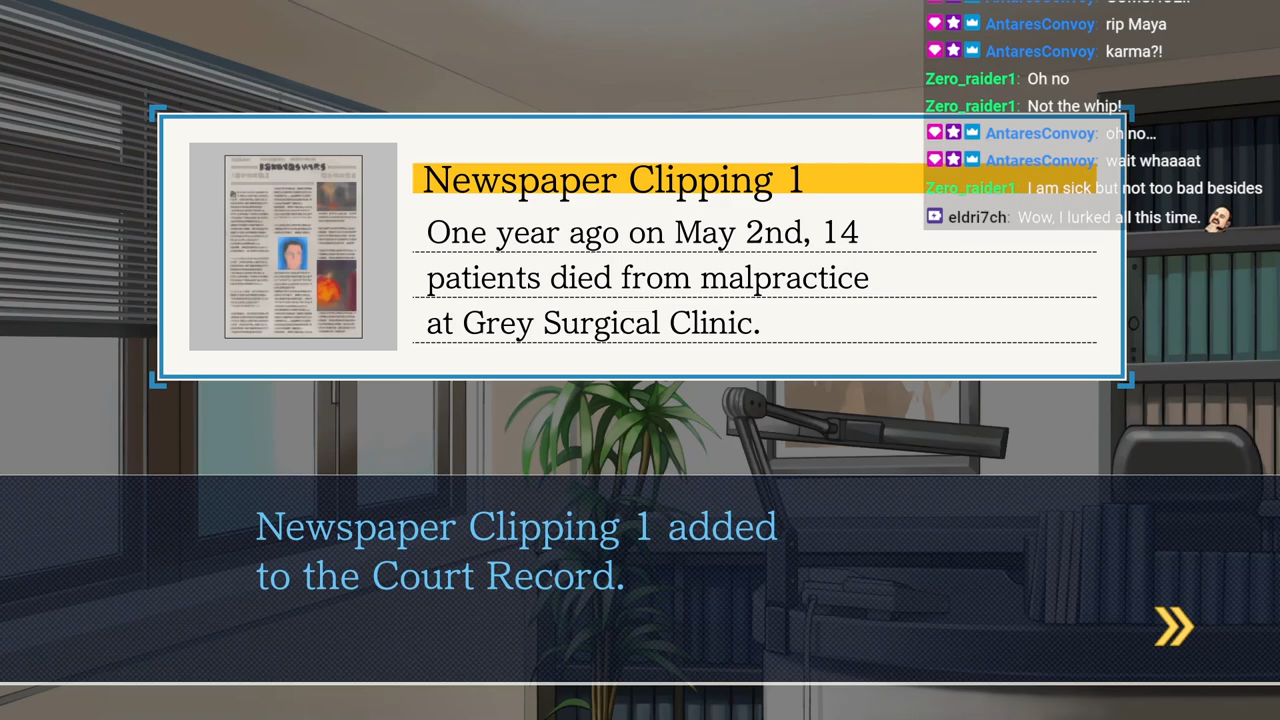 AntaresConvoy: rip Maya
AntaresConvoy: karma?!
Zero_raider1: Oh no
Zero_raider1: Not the whip!
AntaresConvoy: oh no…
AntaresConvoy: wait whaaaat
Zero_raider1: I am sick but not too bad besides
eldri7ch: Wow, I lurked all this time.
Newspaper Clipping 1
One year ago on May 2nd, 14
patients died from malpractice
at Grey Surgical Clinic.
Newspaper Clipping 1 added
to the Court Record.